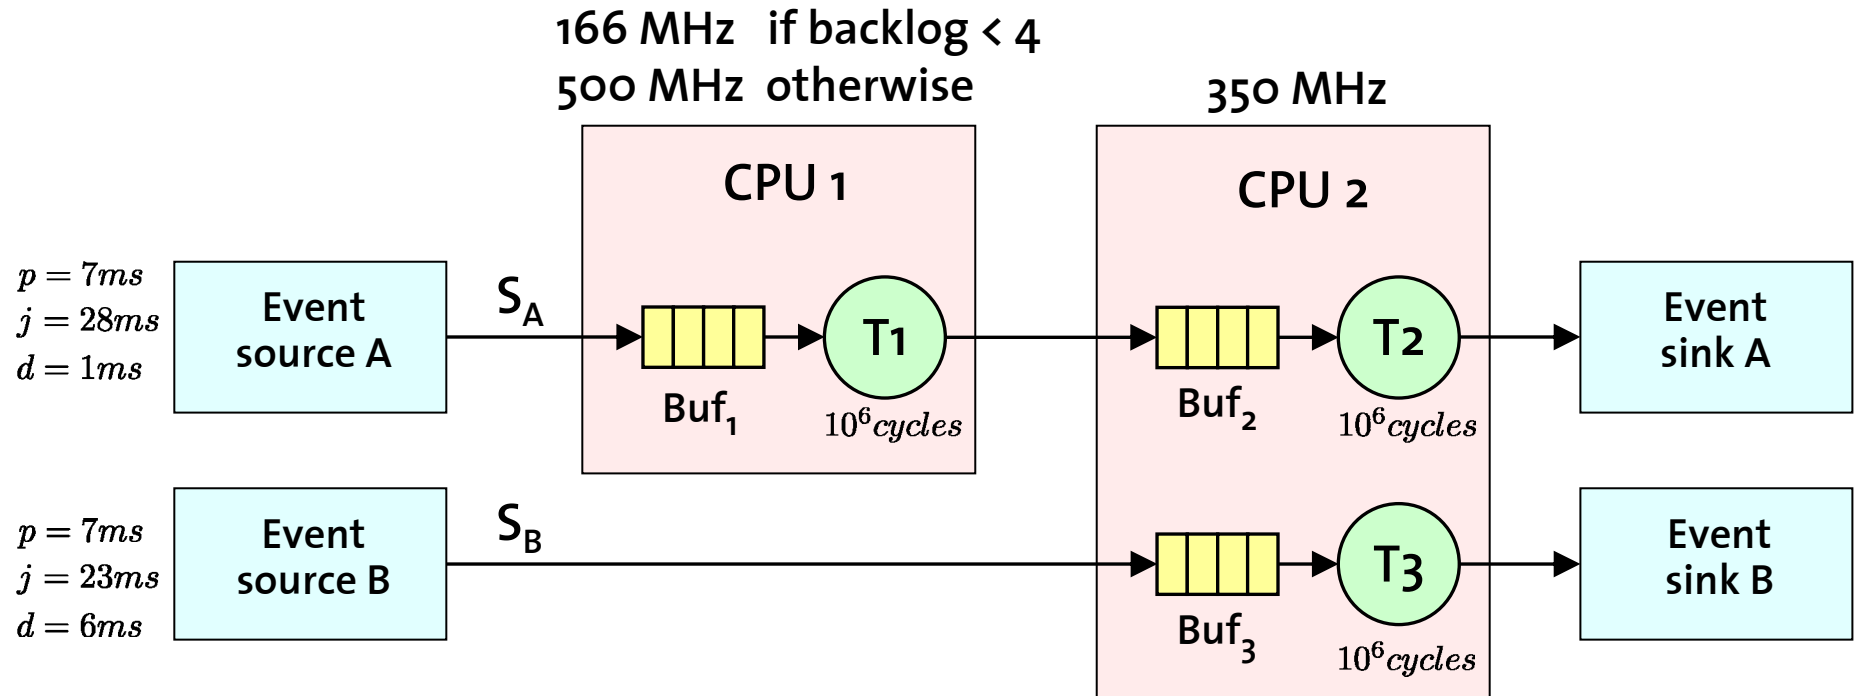 166 MHz if backlog < 4
500 MHz otherwise
350 MHz
CPU 1
CPU 2
p = 7ms
j = 28ms
d = 1ms
Event
source A
S_A
T1
Buf_1
10^6 cycles
T2
Buf_2
10^6 cycles
Event
sink A
p = 7ms
j = 23ms
d = 6ms
Event
source B
S_B
T3
Buf_3
10^6 cycles
Event
sink B